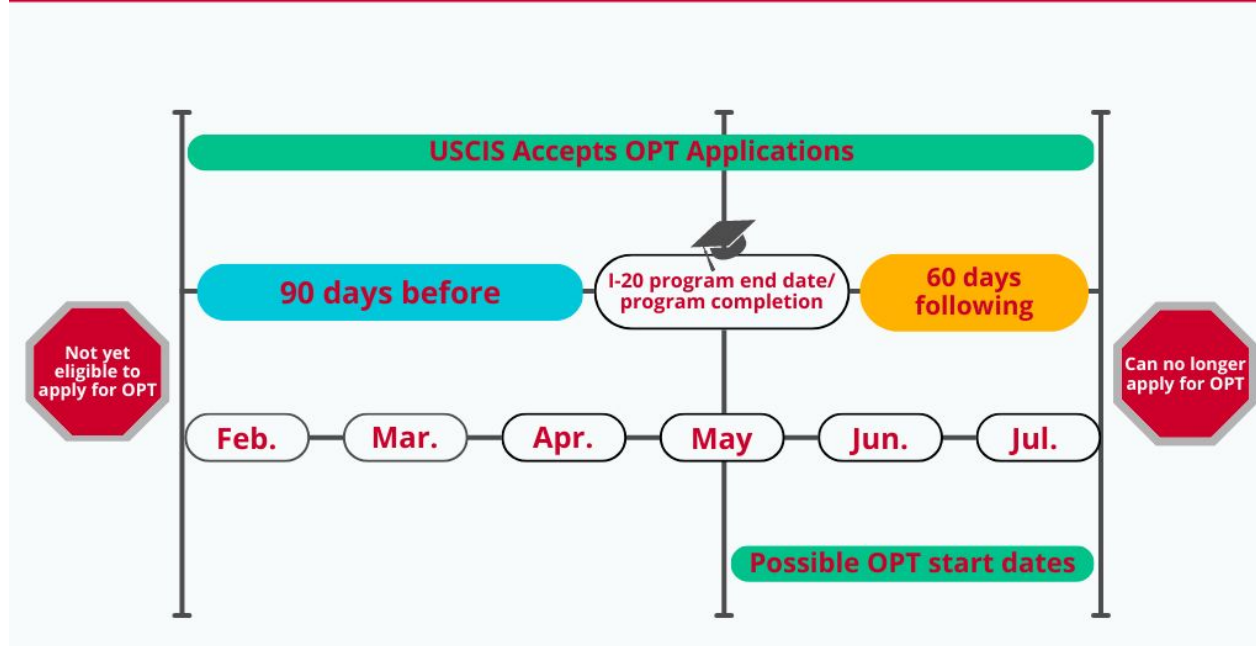 USCIS Accepts OPT Applications
90 days before
I-20 program end date/
program completion
60 days
following
Not yet
eligible to
apply for OPT
Can no longer
apply for OPT
Feb.
Mar.
Apr.
May
Jun.
Jul.
Possible OPT start dates